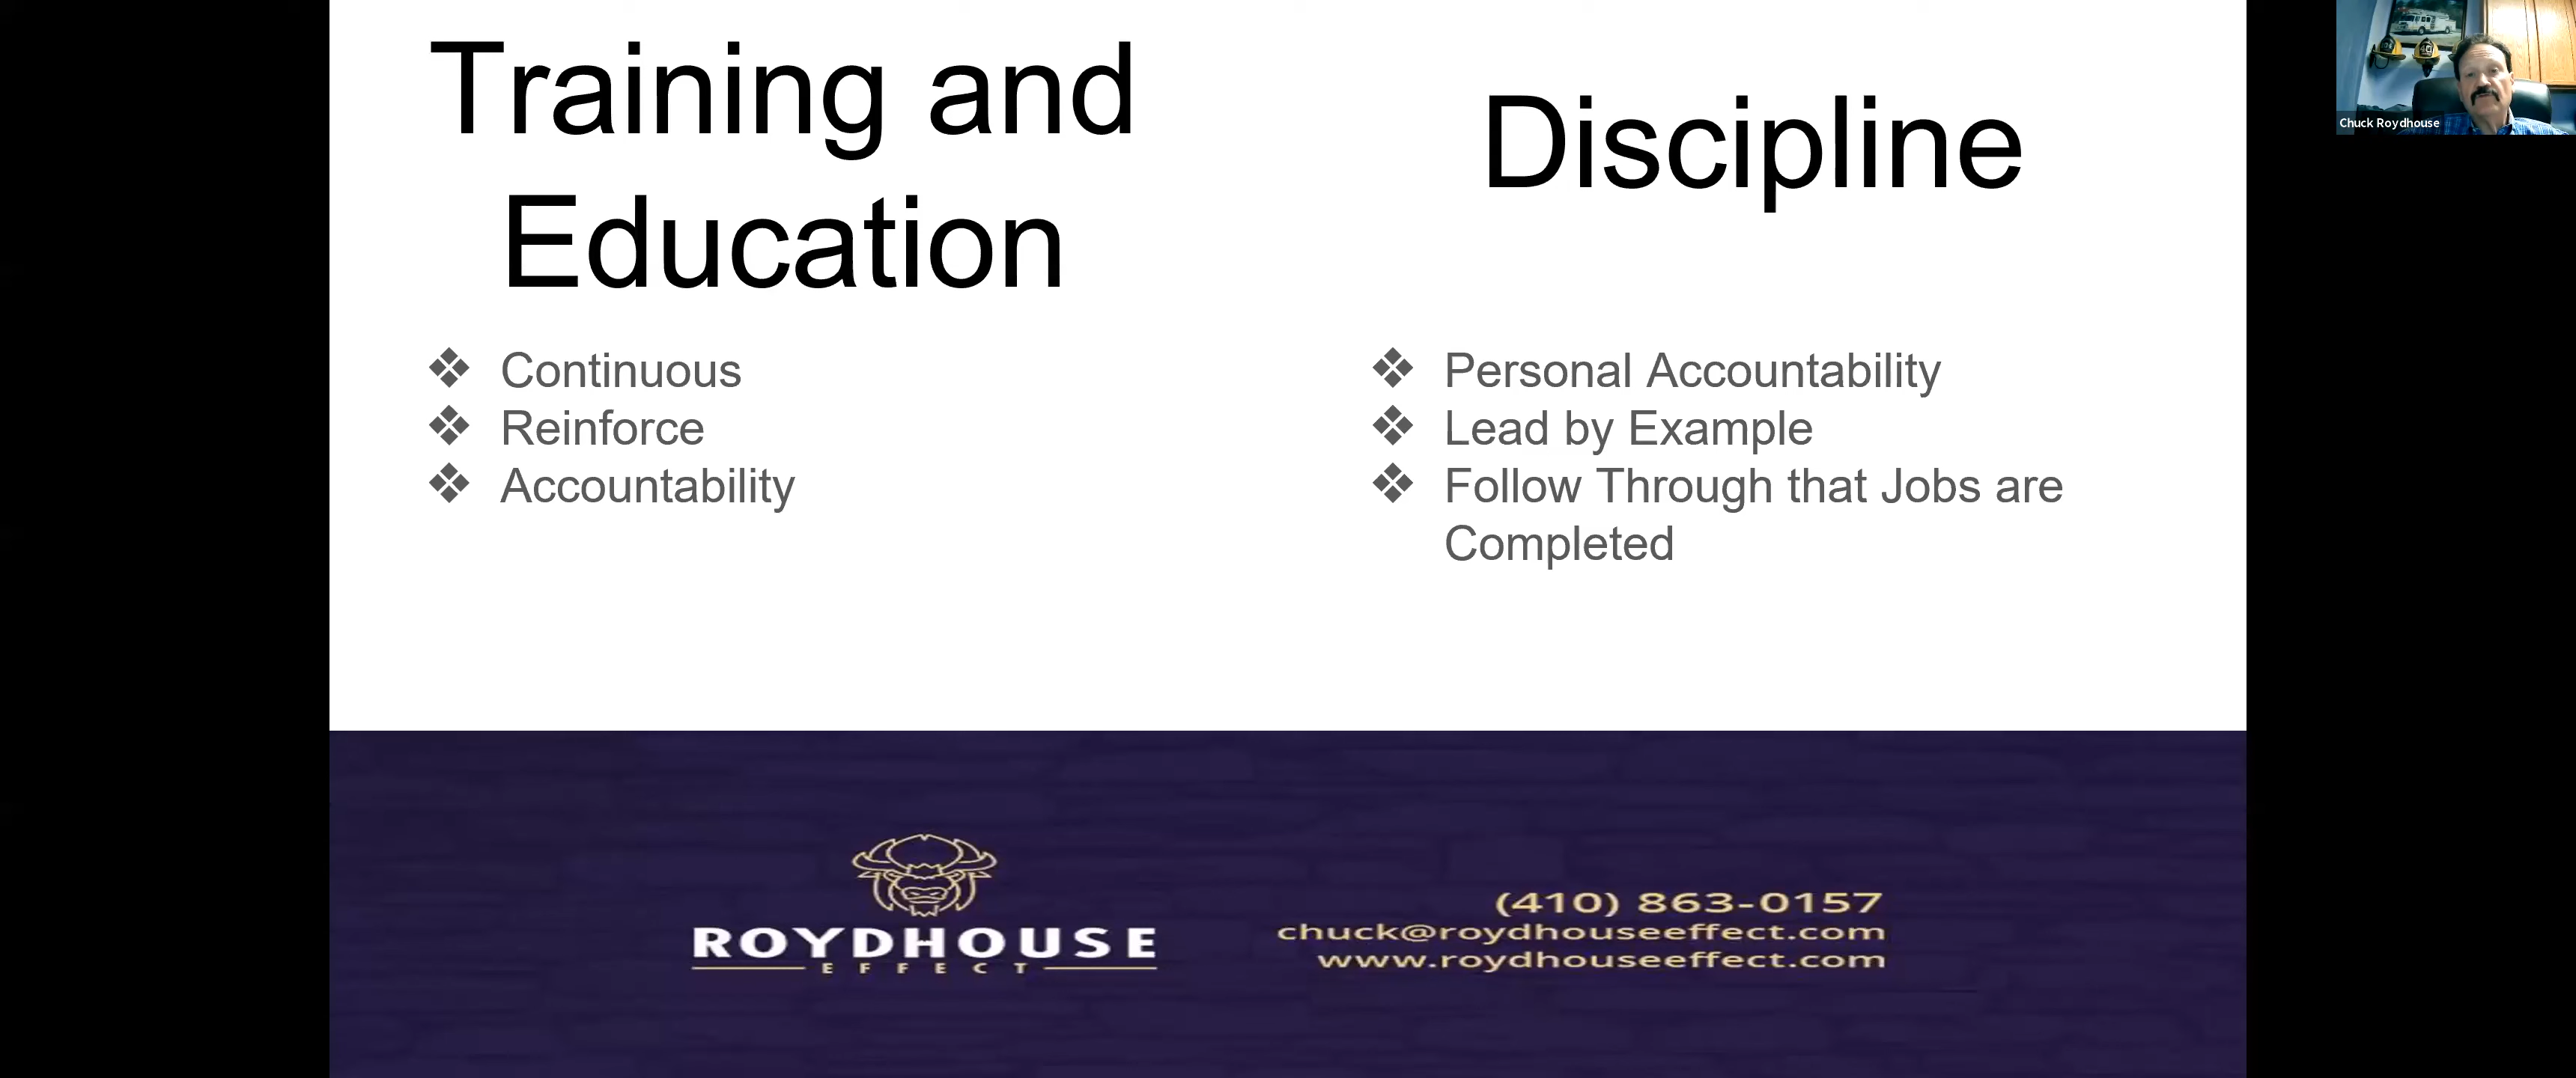 Training and
Education
Continuous
Reinforce
Accountability
Discipline
Personal Accountability
Lead by Example
Follow Through that Jobs are
Completed
ROYDHOUSE
EFFECT
(410) 863-0157
chuck@roydhouseeffect.com
www.roydhouseeffect.com
Chuck Roydhouse